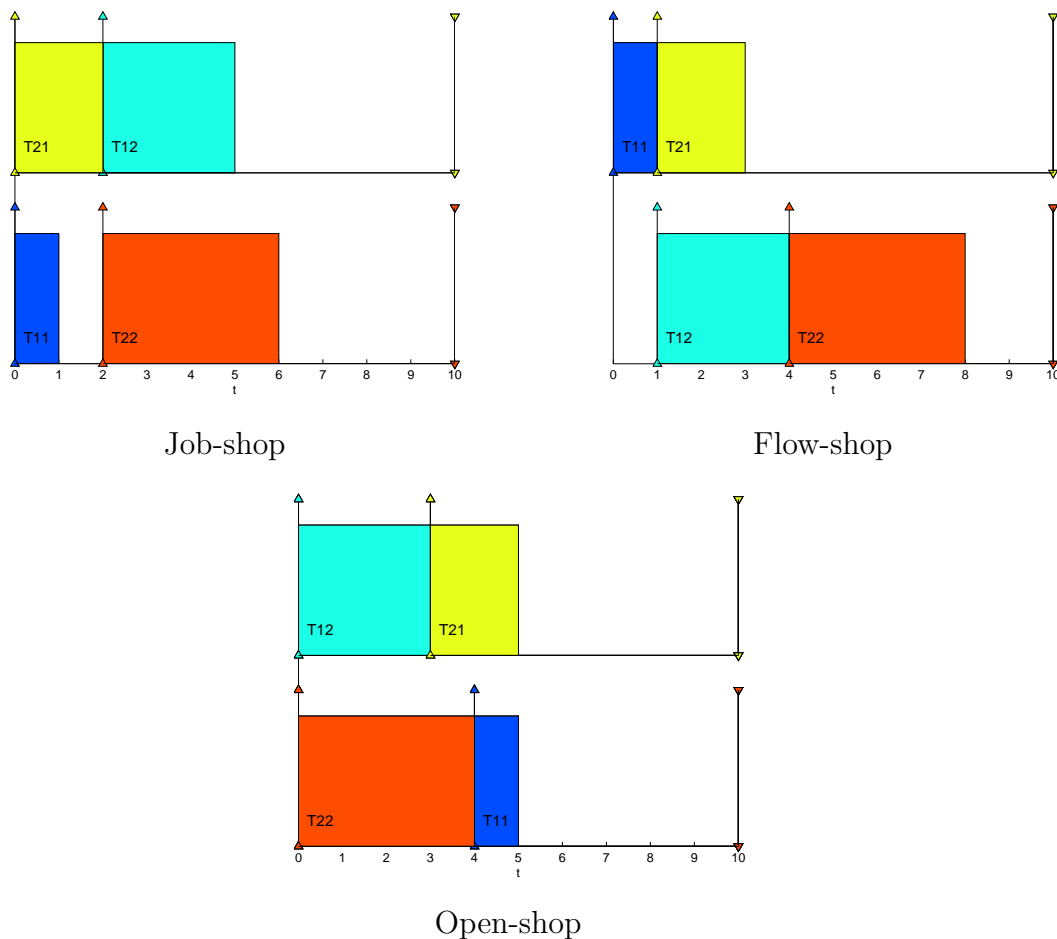 T21 T12
T11 T22
0 1 2 3 4 5 6 7 8 9 10
t
Job-shop
T11 T21
T12 T22
0 1 2 3 4 5 6 7 8 9 10
t
Flow-shop
T12 T21
T22 T11
0 1 2 3 4 5 6 7 8 9 10
t
Open-shop